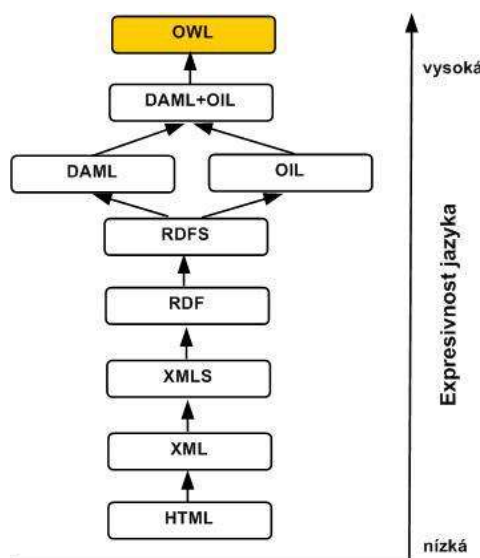 OWL
vysoká
DAML+OIL
DAML
OIL
RDFS
RDF
XMLS
XML
HTML
Expresivnost jazyka
nízká